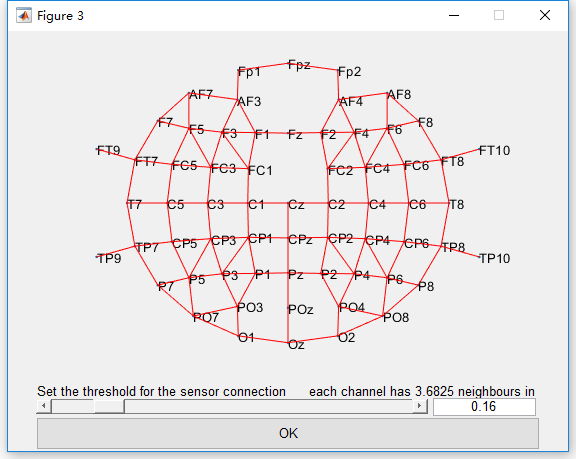 Figure 3
Fp1 Fpz Fp2
AF7 AF3 AF4 AF8
F7 F5 F3 F1 Fz F2 F4 F6 F8
FT9 FT7 FC5 FC3 FC1 FC2 FC4 FC6 FT8 FT10
T7 C5 C3 C1 Cz C2 C4 C6 T8
TP9 TP7 CP5 CP3 CP1 CPz CP2 CP4 CP6 TP8 TP10
P7 P5 P3 P1 Pz P2 P4 P6 P8
PO7 PO3 POz PO4 PO8
O1 Oz O2
Set the threshold for the sensor connection each channel has 3.6825 neighbours in
0.16
OK